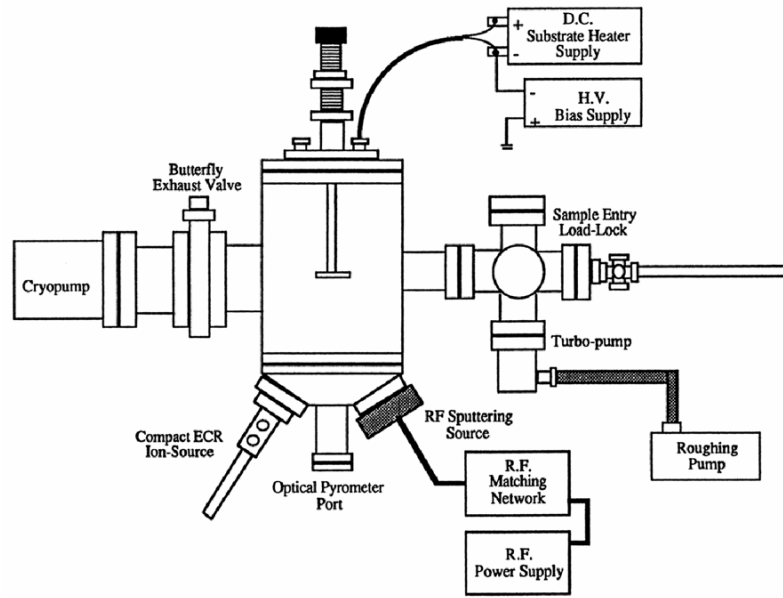 D.C.
Substrate Heater
Supply
+
-
H.V.
Bias Supply
-
+
Butterfly
Exhaust Valve
Sample Entry
Load-Lock
Cryopump
Turbo-pump
RF Sputtering
Source
Compact ECR
Ion-Source
Optical Pyrometer
Port
Roughing
Pump
R.F.
Matching
Network
R.F.
Power Supply